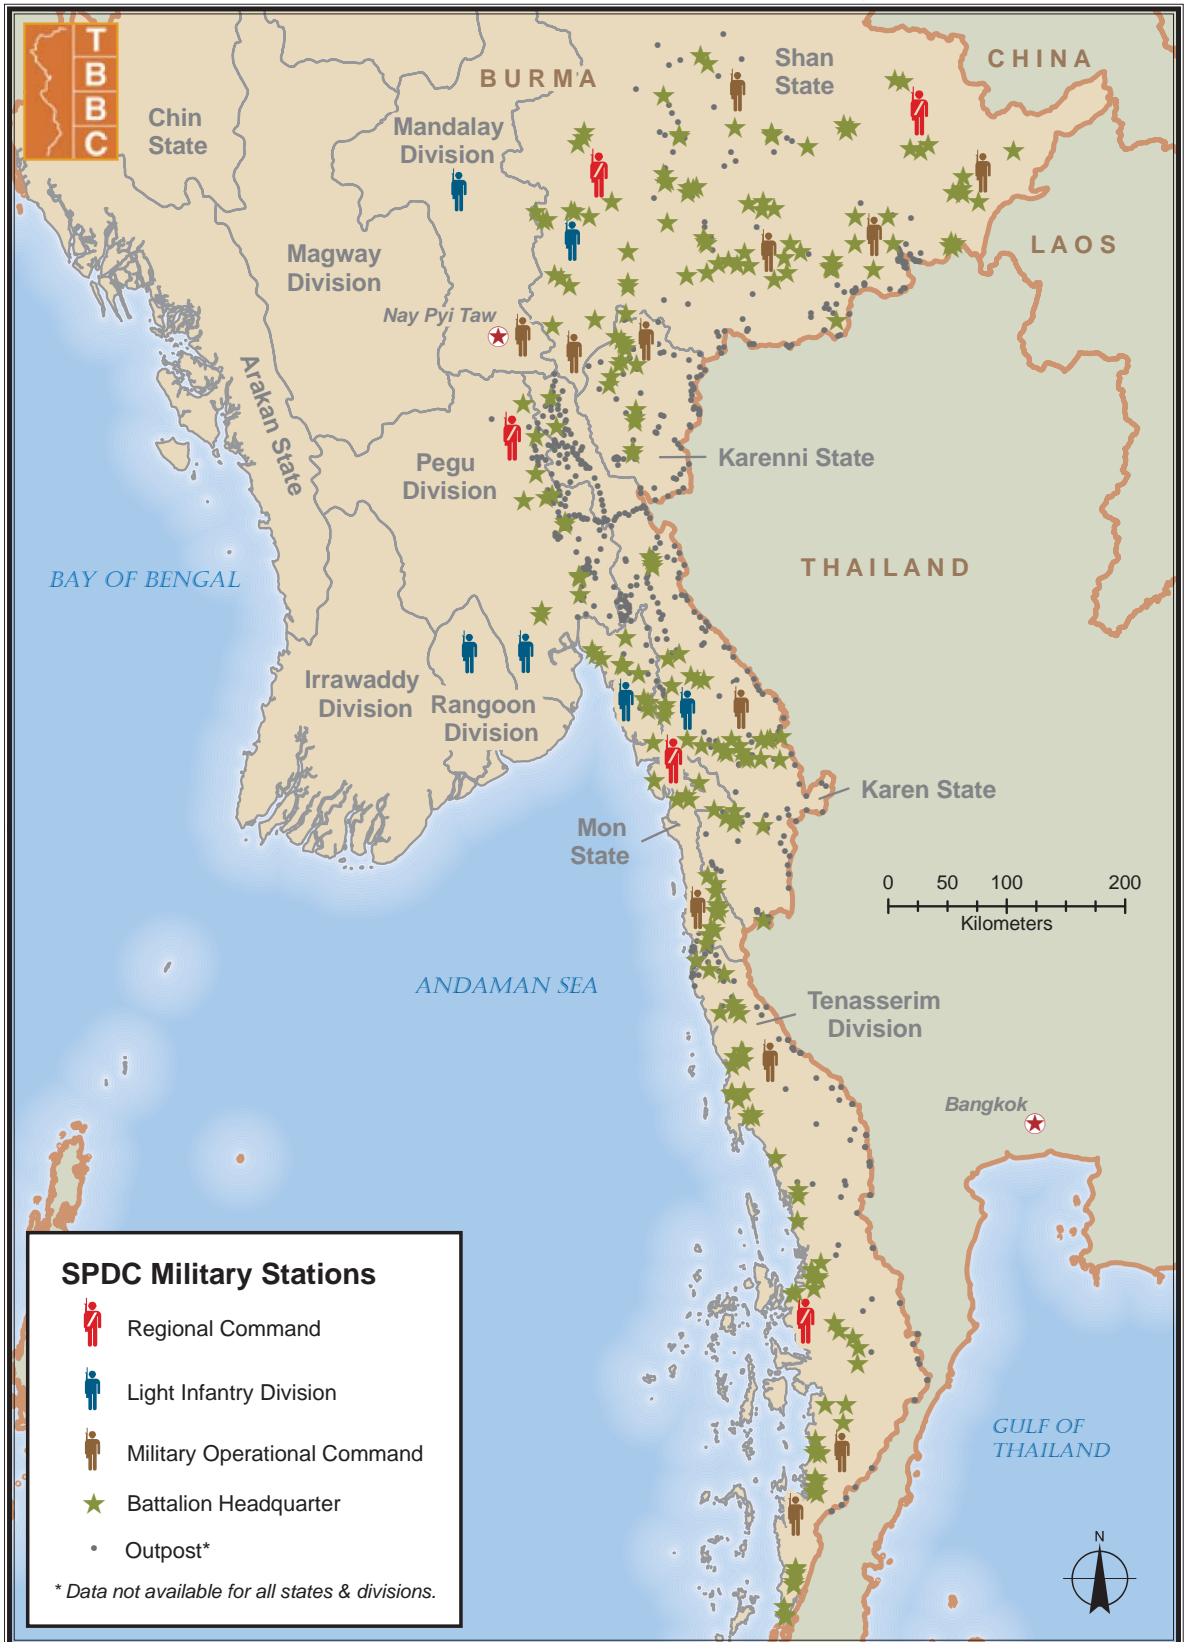 T
B
B
C
BURMA
Shan
State
CHINA
Chin
State
Mandalay
Division
LAOS
Magway
Division
Nay Pyi Taw
Arakan State
Pegu
Division
Karenni State
THAILAND
BAY OF BENGAL
Irrawaddy
Division
Rangoon
Division
Karen State
Mon
State
0 50 100 200
Kilometers
ANDAMAN SEA
Tenasserim
Division
Bangkok
SPDC Military Stations
Regional Command
Light Infantry Division
Military Operational Command
Battalion Headquarter
Outpost*
* Data not available for all states & divisions.
GULF OF
THAILAND
N